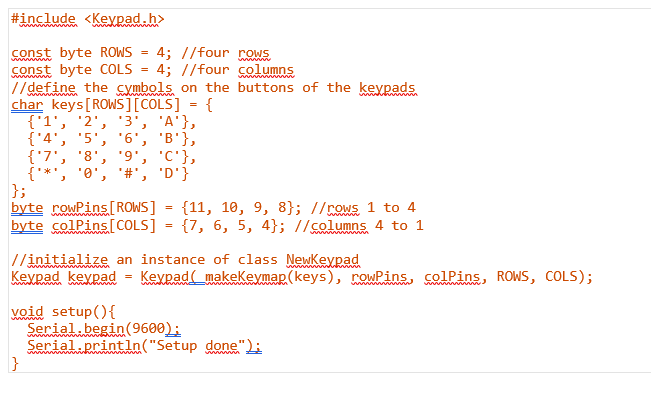 #include <Keypad.h>
const byte ROWS = 4; //four rows
const byte COLS = 4; //four columns
//define the cymbols on the buttons of the keypads
char keys[ROWS][COLS] = {
{'1', '2', '3', 'A'},
{'4', '5', '6', 'B'},
{'7', '8', '9', 'C'},
{'*', '0', '#', 'D'}
};
byte rowPins[ROWS] = {11, 10, 9, 8}; //rows 1 to 4
byte colPins[COLS] = {7, 6, 5, 4}; //columns 4 to 1
//initialize an instance of class NewKeypad
Keypad keypad = Keypad( makeKeymap(keys), rowPins, colPins, ROWS, COLS);
void setup(){
Serial.begin(9600);
Serial.println("Setup done");
}